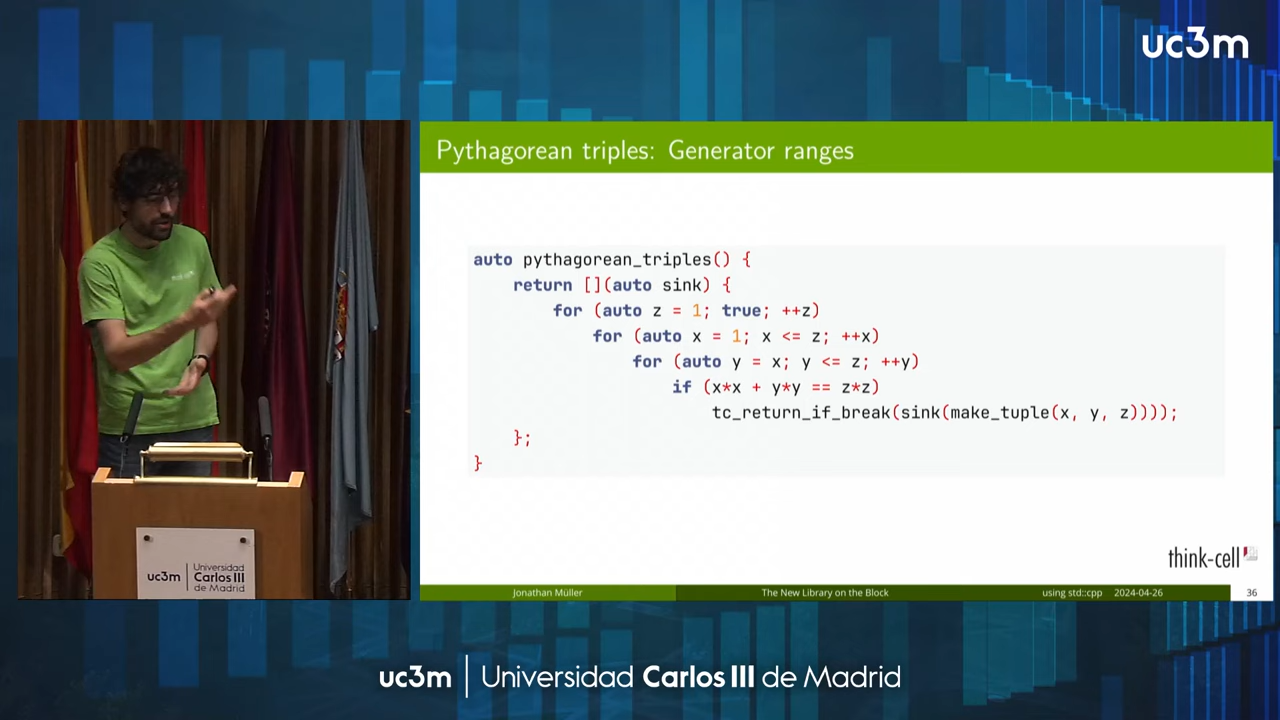 uc3m
Pythagorean triples: Generator ranges
auto pythagorean_triples() {
    return [](auto sink) {
        for (auto z = 1; true; ++z)
            for (auto x = 1; x <= z; ++x)
                for (auto y = x; y <= z; ++y)
                    if (x*x + y*y == z*z)
                        tc_return_if_break(sink(make_tuple(x, y, z))));
    };
}
think-cell
Jonathan Müller The New Library on the Block using std::cpp 2024-04-26 36
uc3m Universidad
Carlos III
de Madrid
uc3m | Universidad Carlos III de Madrid